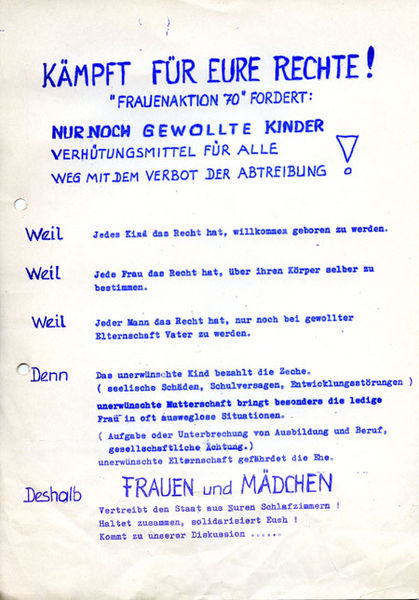 KÄMPFT FÜR EURE RECHTE!
"FRAUENAKTION 70" FORDERT:
NUR NOCH GEWOLLTE KINDER
VERHÜTUNGSMITTEL FÜR ALLE
WEG MIT DEM VERBOT DER ABTREIBUNG !
Weil Jedes Kind das Recht hat, willkommen geboren zu werden.
Weil Jede Frau das Recht hat, über ihren Körper selber zu
bestimmen.
Weil Jeder Mann das Recht hat, nur noch bei gewollter
Elternschaft Vater zu werden.
Denn Das unerwünschte Kind bezahlt die Zeche.
( seelische Schäden, Schulversagen, Entwicklungsstörungen )
unerwünschte Mutterschaft bringt besonders die ledige
Frau in oft ausweglose Situationen.
( Aufgabe oder Unterbrechung von Ausbildung und Beruf,
gesellschaftliche Achtung.)
unerwünschte Elternschaft gefährdet die Ehe.
Deshalb FRAUEN und MÄDCHEN
Vertreibt den Staat aus Euren Schlafzimmern !
Haltet zusammen, solidarisiert Euch !
Kommt zu unserer Diskussion ......